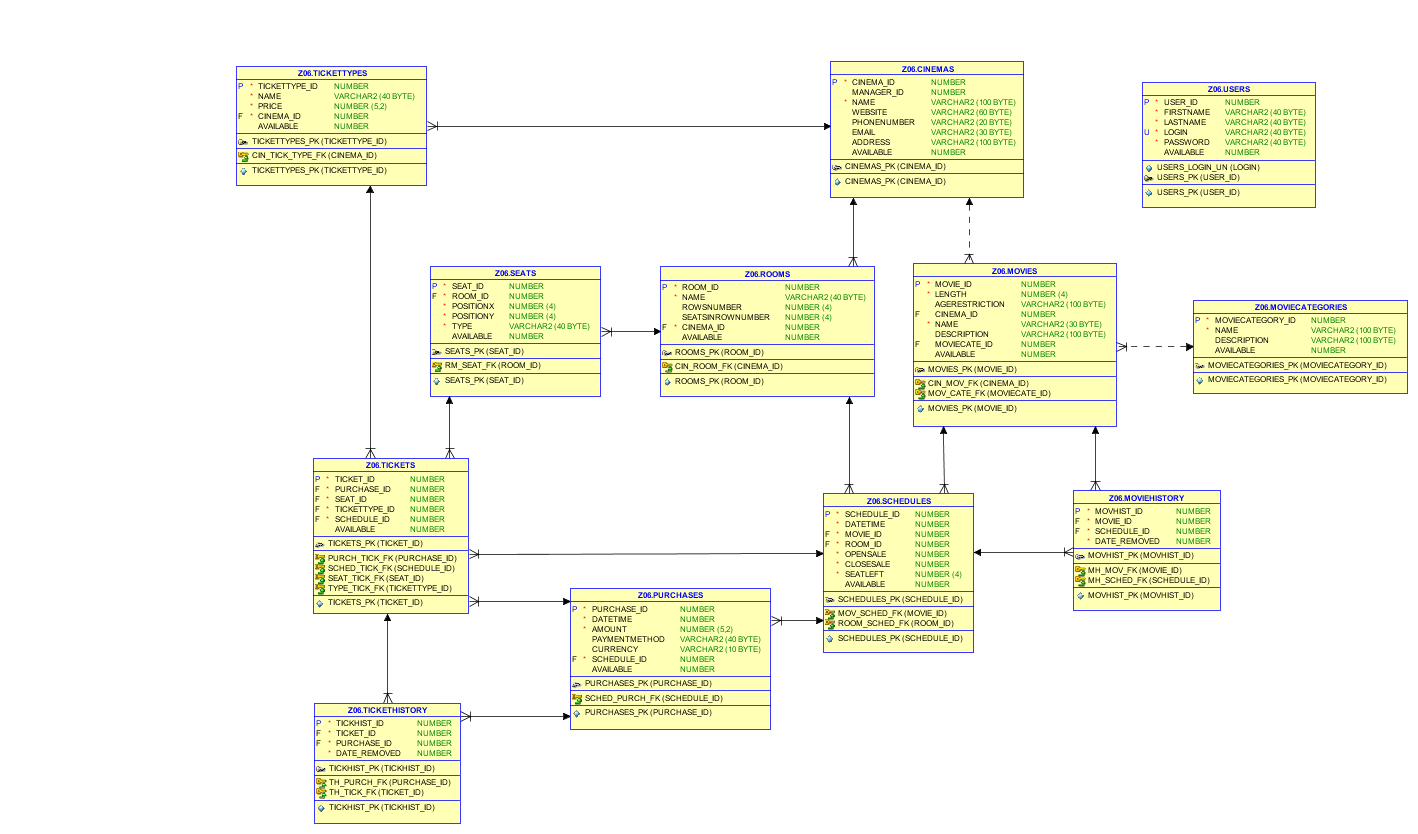 Z06.TICKETTYPES
P * TICKETTYPE_ID NUMBER
* NAME VARCHAR2 (40 BYTE)
* PRICE NUMBER (5,2)
F * CINEMA_ID NUMBER
AVAILABLE NUMBER
TICKETTYPES_PK (TICKETTYPE_ID)
CIN_TICK_TYPE_FK (CINEMA_ID)
TICKETTYPES_PK (TICKETTYPE_ID)
Z06.CINEMAS
P * CINEMA_ID NUMBER
MANAGER_ID NUMBER
* NAME VARCHAR2 (100 BYTE)
WEBSITE VARCHAR2 (60 BYTE)
PHONENUMBER VARCHAR2 (20 BYTE)
EMAIL VARCHAR2 (30 BYTE)
ADDRESS VARCHAR2 (100 BYTE)
AVAILABLE NUMBER
CINEMAS_PK (CINEMA_ID)
CINEMAS_PK (CINEMA_ID)
Z06.USERS
P * USER_ID NUMBER
* FIRSTNAME VARCHAR2 (40 BYTE)
* LASTNAME VARCHAR2 (40 BYTE)
U * LOGIN VARCHAR2 (40 BYTE)
* PASSWORD VARCHAR2 (40 BYTE)
AVAILABLE NUMBER
USERS_LOGIN_UN (LOGIN)
USERS_PK (USER_ID)
USERS_PK (USER_ID)
Z06.SEATS
P * SEAT_ID NUMBER
F * ROOM_ID NUMBER
* POSITIONX NUMBER (4)
* POSITIONY NUMBER (4)
* TYPE VARCHAR2 (40 BYTE)
AVAILABLE NUMBER
SEATS_PK (SEAT_ID)
RM_SEAT_FK (ROOM_ID)
SEATS_PK (SEAT_ID)
Z06.ROOMS
P * ROOM_ID NUMBER
* NAME VARCHAR2 (40 BYTE)
ROWSNUMBER NUMBER (4)
SEATSINROWNUMBER NUMBER (4)
F * CINEMA_ID NUMBER
AVAILABLE NUMBER
ROOMS_PK (ROOM_ID)
CIN_ROOM_FK (CINEMA_ID)
ROOMS_PK (ROOM_ID)
Z06.MOVIES
P * MOVIE_ID NUMBER
* LENGTH NUMBER (4)
AGERESTRICTION VARCHAR2 (100 BYTE)
F CINEMA_ID NUMBER
* NAME VARCHAR2 (30 BYTE)
DESCRIPTION VARCHAR2 (100 BYTE)
F MOVIECATE_ID NUMBER
AVAILABLE NUMBER
MOVIES_PK (MOVIE_ID)
CIN_MOV_FK (CINEMA_ID)
MOV_CATE_FK (MOVIECATE_ID)
MOVIES_PK (MOVIE_ID)
Z06.MOVIECATEGORIES
P * MOVIECATEGORY_ID NUMBER
* NAME VARCHAR2 (100 BYTE)
DESCRIPTION VARCHAR2 (100 BYTE)
AVAILABLE NUMBER
MOVIECATEGORIES_PK (MOVIECATEGORY_ID)
MOVIECATEGORIES_PK (MOVIECATEGORY_ID)
Z06.TICKETS
P * TICKET_ID NUMBER
F * PURCHASE_ID NUMBER
F * SEAT_ID NUMBER
F * TICKETTYPE_ID NUMBER
F * SCHEDULE_ID NUMBER
AVAILABLE NUMBER
TICKETS_PK (TICKET_ID)
PURCH_TICK_FK (PURCHASE_ID)
SCHED_TICK_FK (SCHEDULE_ID)
SEAT_TICK_FK (SEAT_ID)
TYPE_TICK_FK (TICKETTYPE_ID)
TICKETS_PK (TICKET_ID)
Z06.SCHEDULES
P * SCHEDULE_ID NUMBER
* DATETIME NUMBER
F * MOVIE_ID NUMBER
F * ROOM_ID NUMBER
* OPENSALE NUMBER
* CLOSESALE NUMBER
* SEATLEFT NUMBER (4)
AVAILABLE NUMBER
SCHEDULES_PK (SCHEDULE_ID)
MOV_SCHED_FK (MOVIE_ID)
ROOM_SCHED_FK (ROOM_ID)
SCHEDULES_PK (SCHEDULE_ID)
Z06.MOVIEHISTORY
P * MOVHIST_ID NUMBER
F * MOVIE_ID NUMBER
F * SCHEDULE_ID NUMBER
* DATE_REMOVED NUMBER
MOVHIST_PK (MOVHIST_ID)
MH_MOV_FK (MOVIE_ID)
MH_SCHED_FK (SCHEDULE_ID)
MOVHIST_PK (MOVHIST_ID)
Z06.PURCHASES
P * PURCHASE_ID NUMBER
* DATETIME NUMBER
* AMOUNT NUMBER (5,2)
PAYMENTMETHOD VARCHAR2 (40 BYTE)
CURRENCY VARCHAR2 (10 BYTE)
F * SCHEDULE_ID NUMBER
AVAILABLE NUMBER
PURCHASES_PK (PURCHASE_ID)
SCHED_PURCH_FK (SCHEDULE_ID)
PURCHASES_PK (PURCHASE_ID)
Z06.TICKETHISTORY
P * TICKHIST_ID NUMBER
F * TICKET_ID NUMBER
F * PURCHASE_ID NUMBER
* DATE_REMOVED NUMBER
TICKHIST_PK (TICKHIST_ID)
TH_PURCH_FK (PURCHASE_ID)
TH_TICK_FK (TICKET_ID)
TICKHIST_PK (TICKHIST_ID)